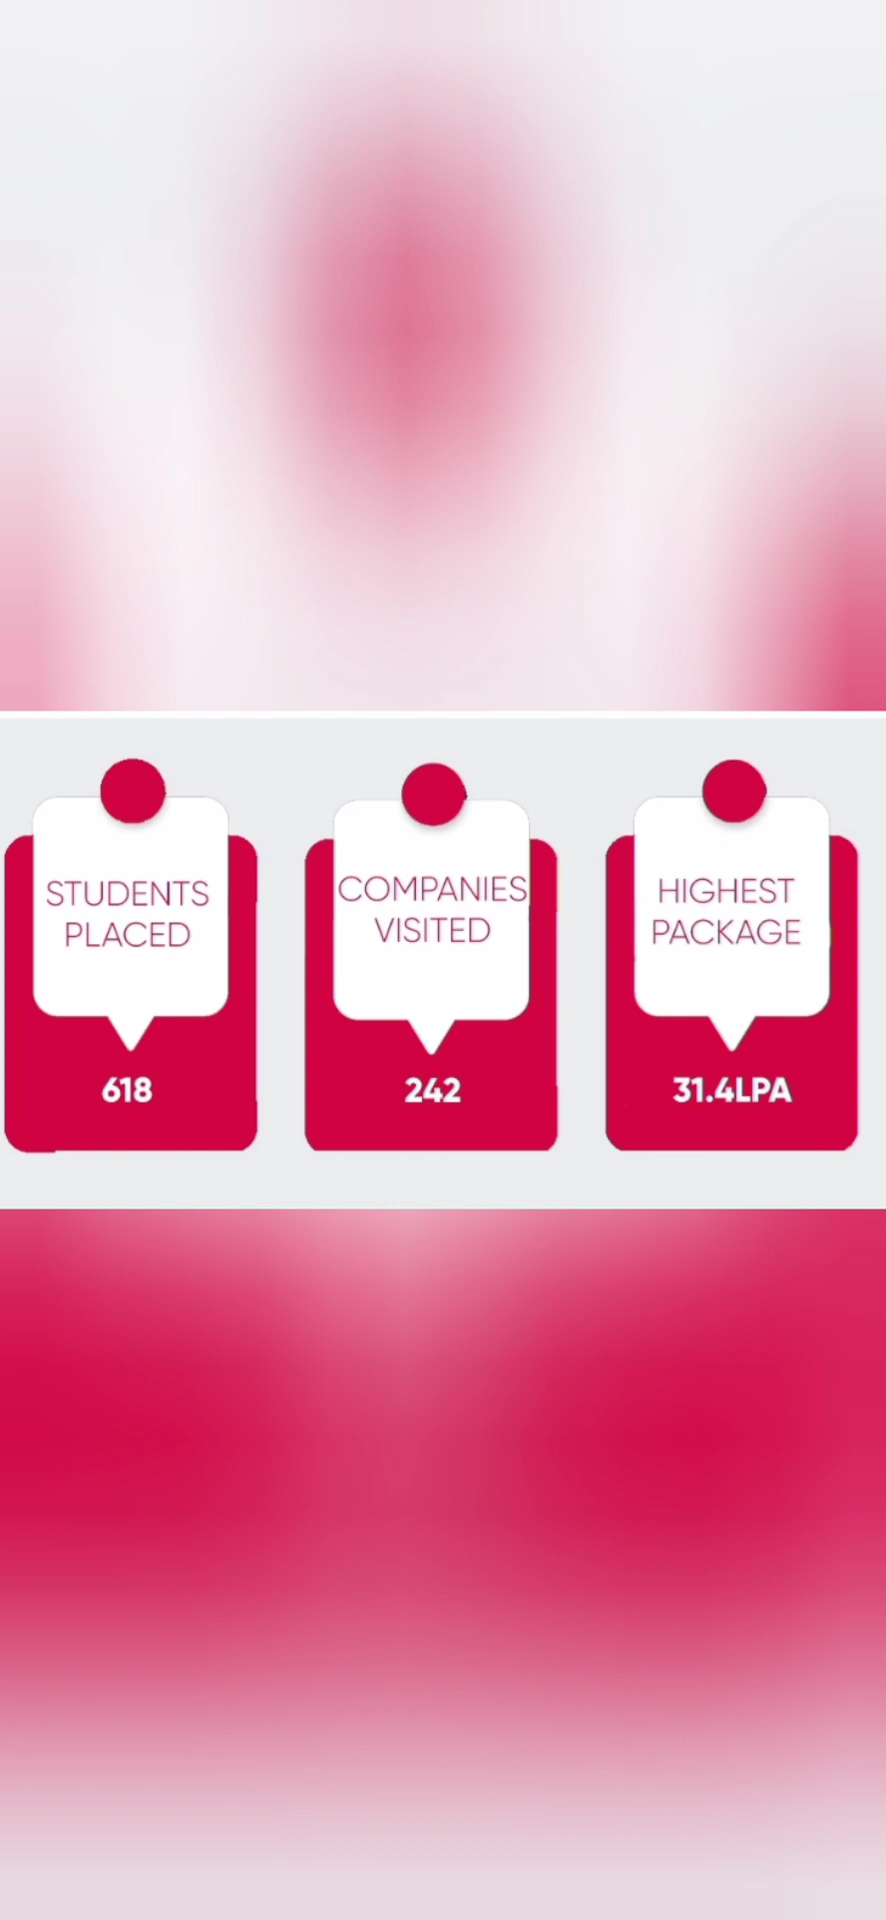 STUDENTS
PLACED
618
COMPANIES
VISITED
242
HIGHEST
PACKAGE
31.4LPA